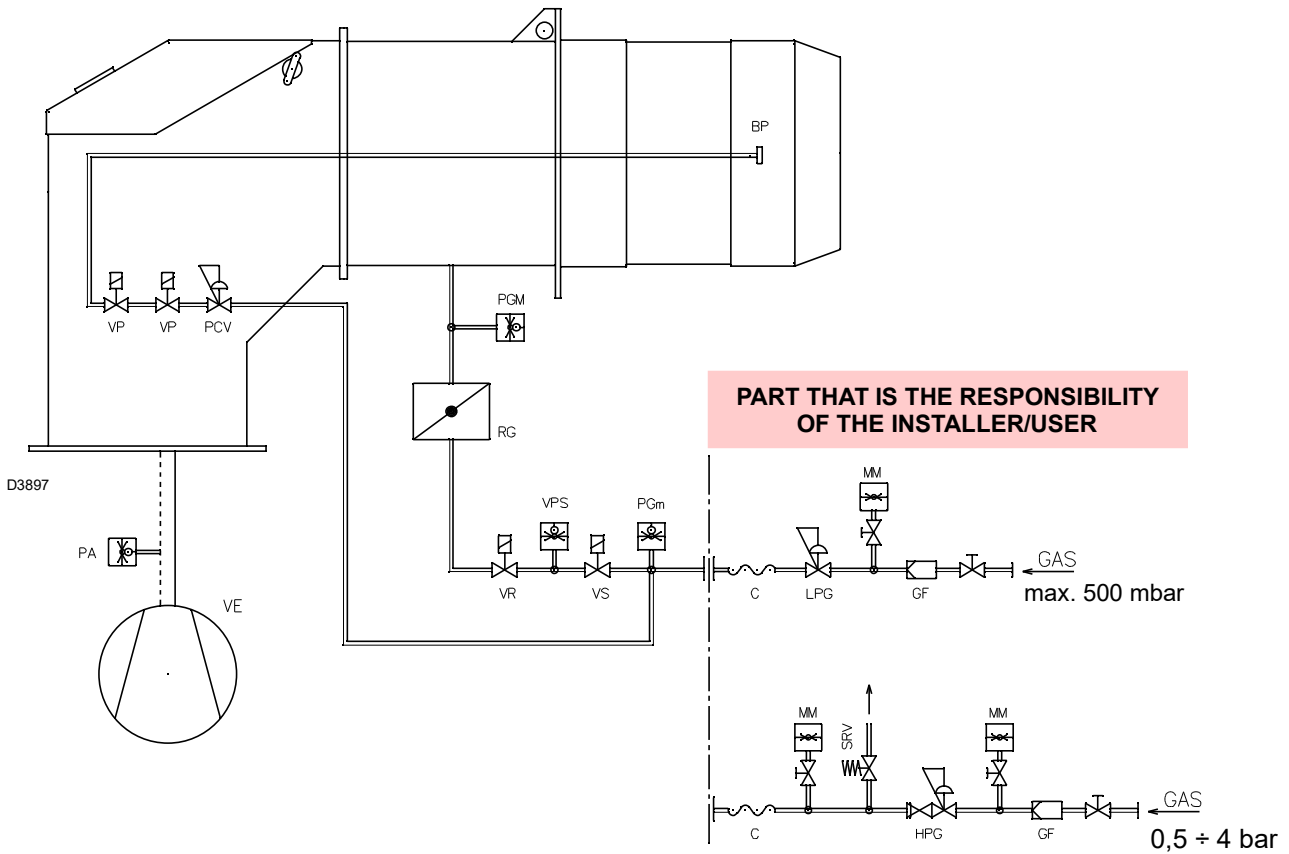 BP
VP
VP
PCV
PGM
RG
PART THAT IS THE RESPONSIBILITY
OF THE INSTALLER/USER
D3897
PA
VE
VPS
PGm
VR
VS
MM
C
LPG
GF
GAS
max. 500 mbar
MM
SRV
MM
C
HPG
GF
GAS
0,5 ÷ 4 bar